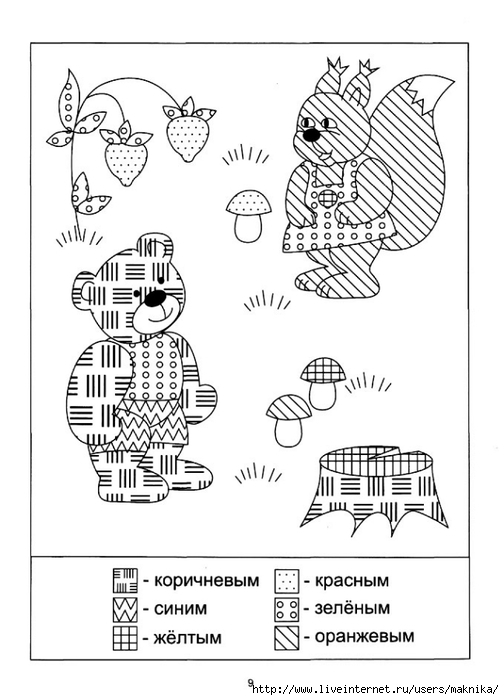 - коричневым
- красным
- синим
- зелёным
- жёлтым
- оранжевым
9
http://www.liveinternet.ru/users/maknika/